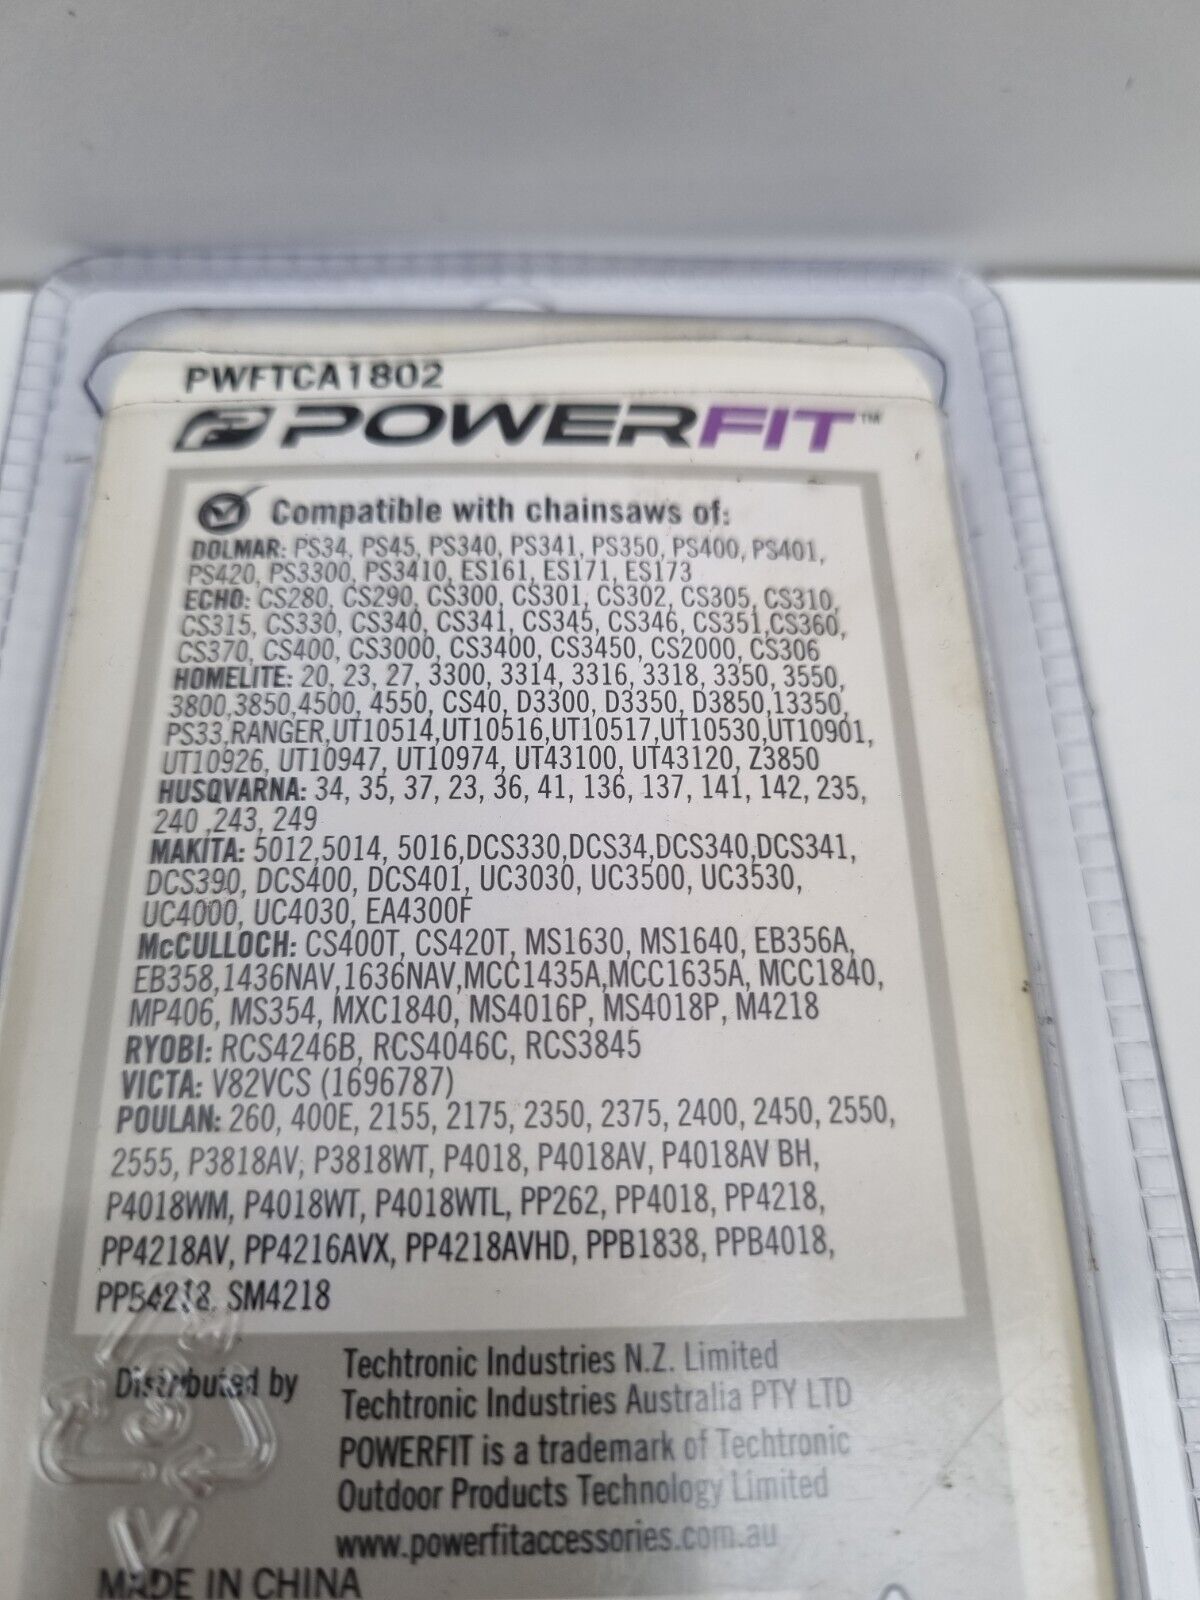 PWFTCA1802
POWERFIT™
Compatible with chainsaws of:
DOLMAR: PS34, PS45, PS340, PS341, PS350, PS400, PS401,
PS420, PS3300, PS3410, ES161, ES171, ES173
ECHO: CS280, CS290, CS300, CS301, CS302, CS305, CS310,
CS315, CS330, CS340, CS341, CS345, CS346, CS351,CS360,
CS370, CS400, CS3000, CS3400, CS3450, CS2000, CS306
HOMELITE: 20, 23, 27, 3300, 3314, 3316, 3318, 3350, 3550,
3800,3850,4500, 4550, CS40, D3300, D3350, D3850,13350,
PS33,RANGER,UT10514,UT10516,UT10517,UT10530,UT10901,
UT10926, UT10947, UT10974, UT43100, UT43120, Z3850
HUSQVARNA: 34, 35, 37, 23, 36, 41, 136, 137, 141, 142, 235,
240 ,243, 249
MAKITA: 5012,5014, 5016,DCS330,DCS34,DCS340,DCS341,
DCS390, DCS400, DCS401, UC3030, UC3500, UC3530,
UC4000, UC4030, EA4300F
McCULLOCH: CS400T, CS420T, MS1630, MS1640, EB356A,
EB358,1436NAV,1636NAV,MCC1435A,MCC1635A, MCC1840,
MP406, MS354, MXC1840, MS4016P, MS4018P, M4218
RYOBI: RCS4246B, RCS4046C, RCS3845
VICTA: V82VCS (1696787)
POULAN: 260, 400E, 2155, 2175, 2350, 2375, 2400, 2450, 2550,
2555, P3818AV, P3818WT, P4018, P4018AV, P4018AV BH,
P4018WM, P4018WT, P4018WTL, PP262, PP4018, PP4218,
PP4218AV, PP4216AVX, PP4218AVHD, PPB1838, PPB4018,
PPB4218, SM4218
Distributed by
Techtronic Industries N.Z. Limited
Techtronic Industries Australia PTY LTD
POWERFIT is a trademark of Techtronic
Outdoor Products Technology Limited
www.powerfitaccessories.com.au
3
V
MADE IN CHINA